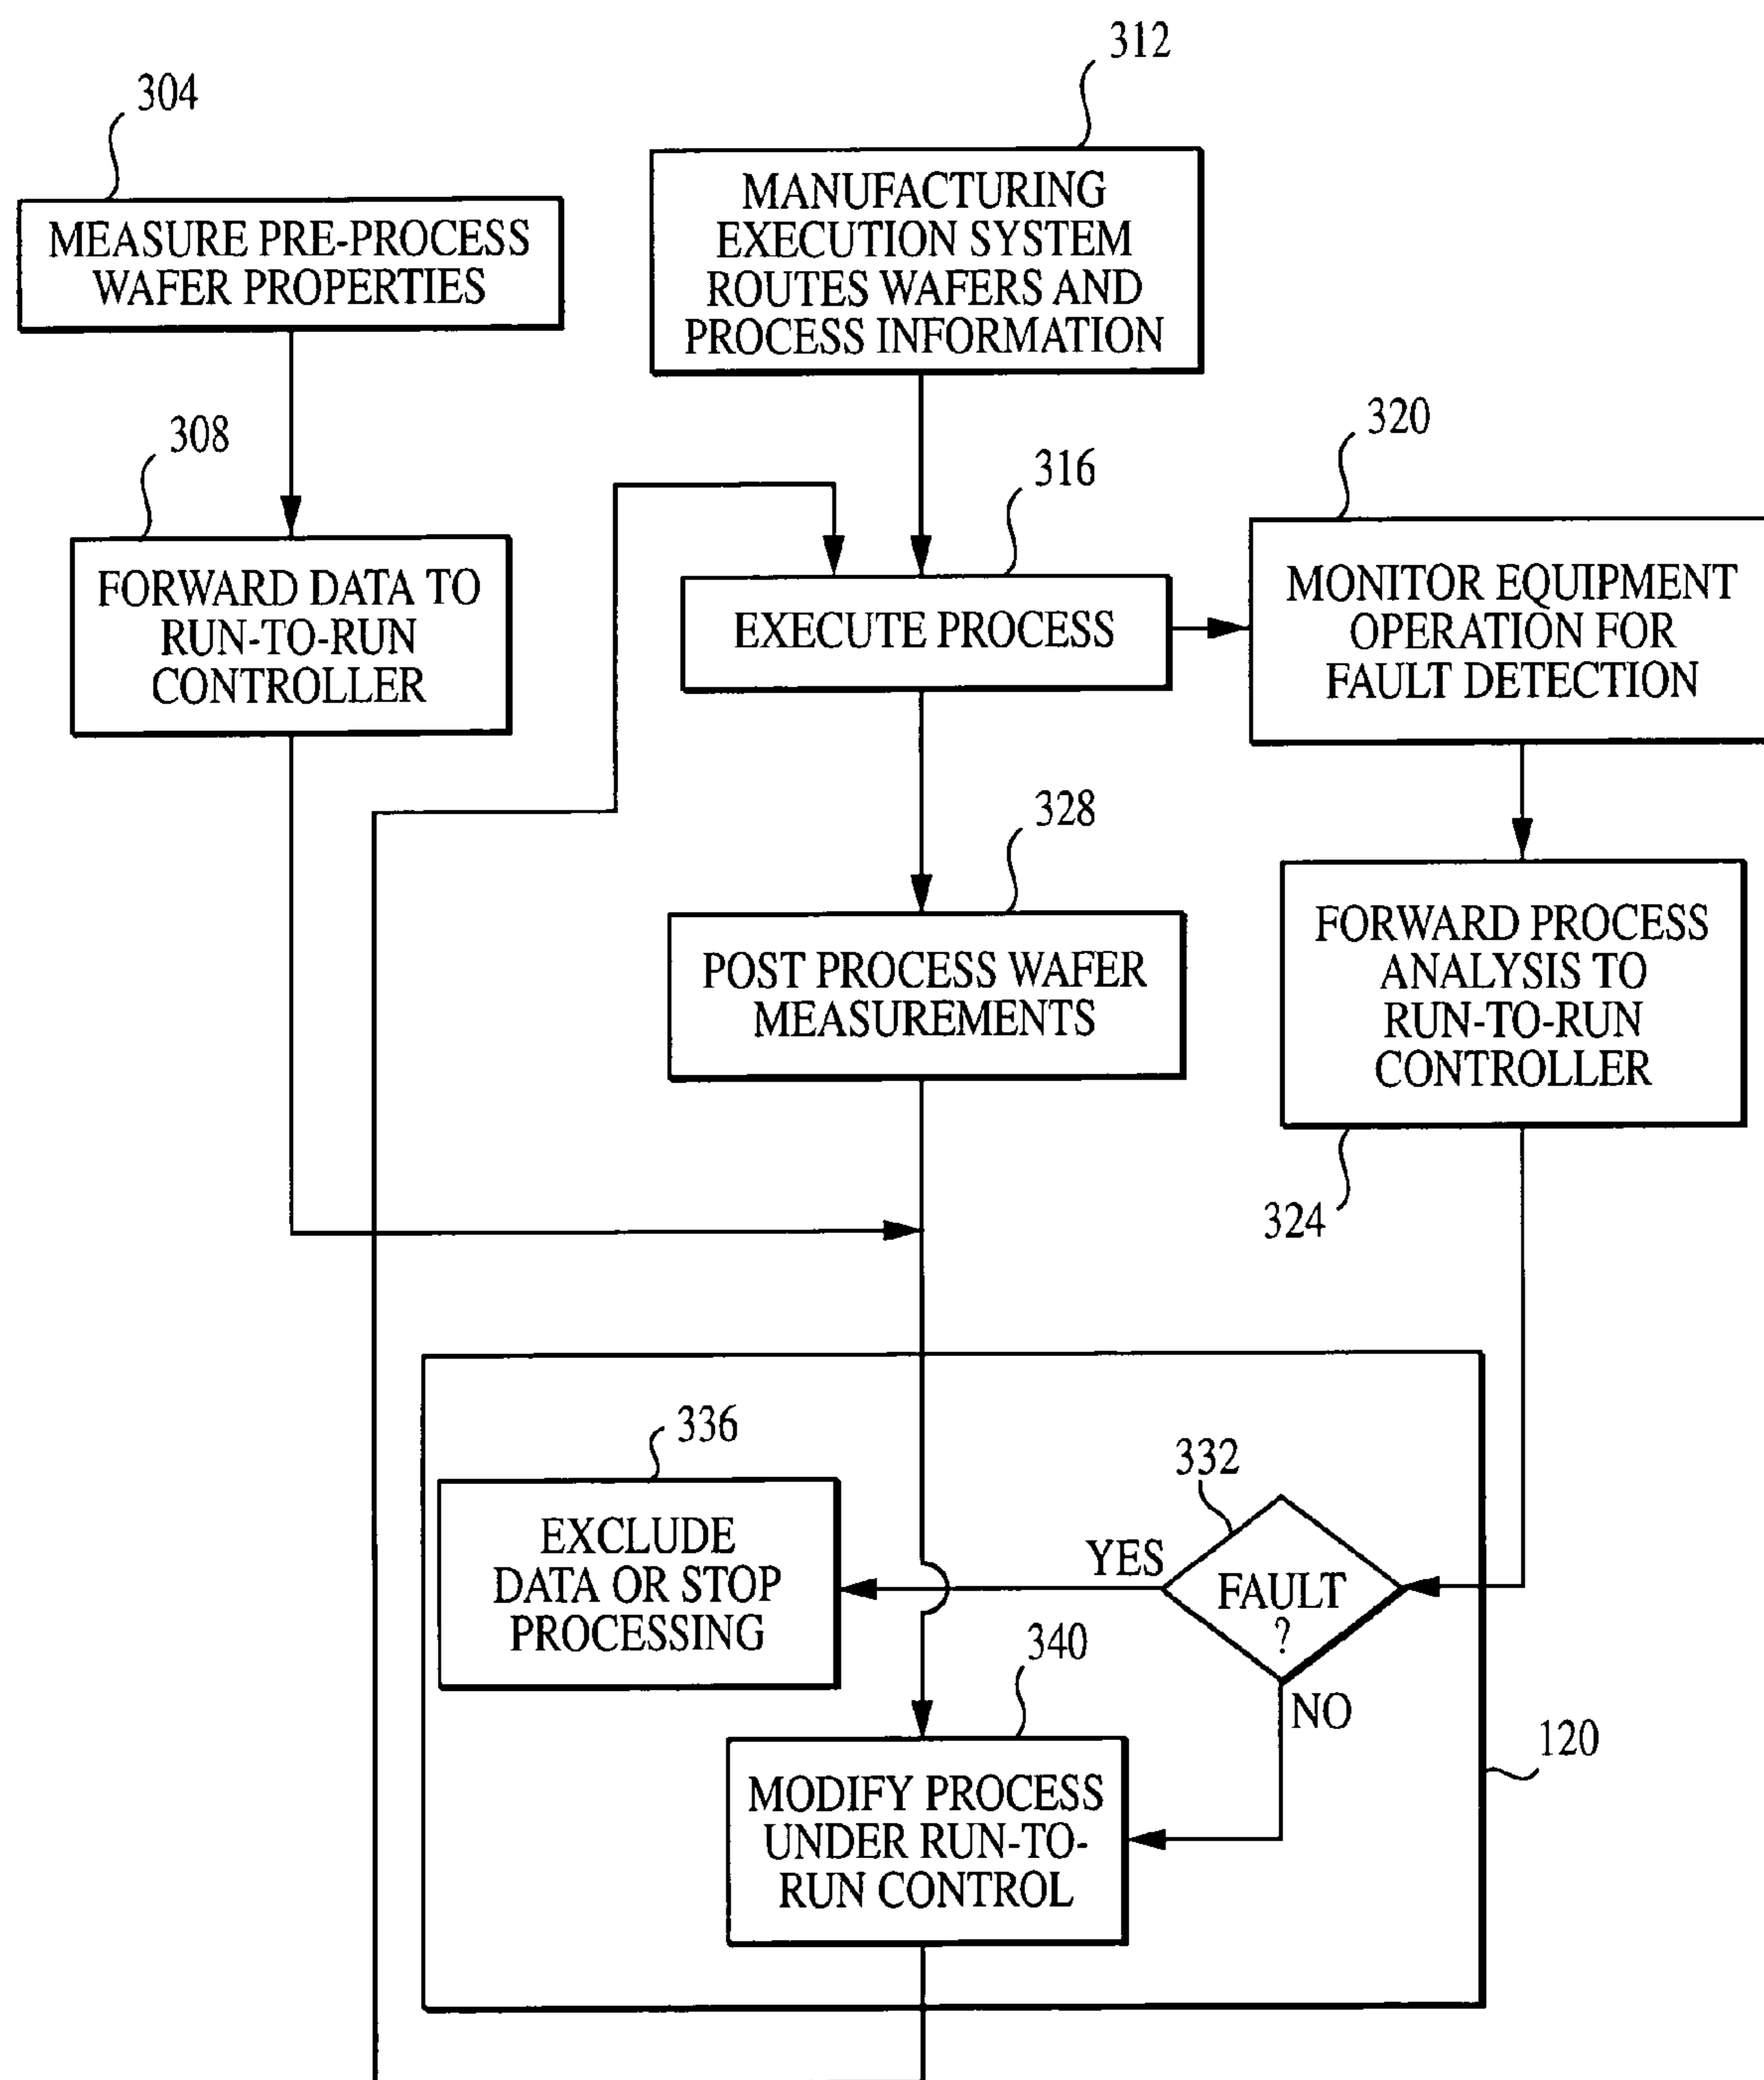 312
304
MANUFACTURING
EXECUTION SYSTEM
ROUTES WAFERS AND
PROCESS INFORMATION
MEASURE PRE-PROCESS
WAFER PROPERTIES
308
316
320
FORWARD DATA TO
RUN-TO-RUN
CONTROLLER
EXECUTE PROCESS
MONITOR EQUIPMENT
OPERATION FOR
FAULT DETECTION
328
POST PROCESS WAFER
MEASUREMENTS
FORWARD PROCESS
ANALYSIS TO
RUN-TO-RUN
CONTROLLER
324
336
332
EXCLUDE
DATA OR STOP
PROCESSING
YES
FAULT
?
340
NO
120
MODIFY PROCESS
UNDER RUN-TO-
RUN CONTROL